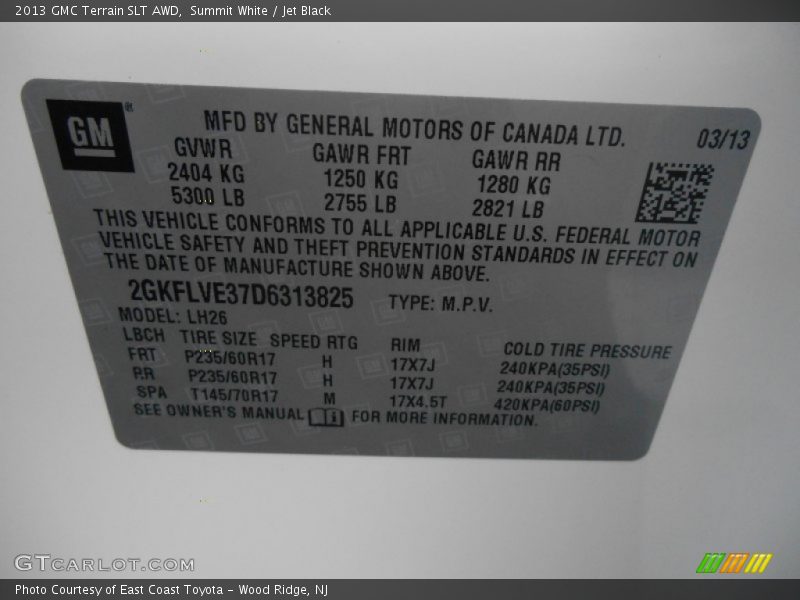 2013 GMC Terrain SLT AWD,  Summit White / Jet Black
GM®
MFD BY GENERAL MOTORS OF CANADA LTD. 03/13
GVWR GAWR FRT GAWR RR
2404 KG 1250 KG 1280 KG
5300 LB 2755 LB 2821 LB
THIS VEHICLE CONFORMS TO ALL APPLICABLE U.S. FEDERAL MOTOR
VEHICLE SAFETY AND THEFT PREVENTION STANDARDS IN EFFECT ON
THE DATE OF MANUFACTURE SHOWN ABOVE.
2GKFLVE37D6313825 TYPE: M.P.V.
MODEL: LH26
LBCH TIRE SIZE SPEED RTG RIM COLD TIRE PRESSURE
FRT P235/60R17 H 17X7J 240KPA(35PSI)
RR P235/60R17 H 17X7J 240KPA(35PSI)
SPA T145/70R17 M 17X4.5T 420KPA(60PSI)
SEE OWNER'S MANUAL FOR MORE INFORMATION.
GTCARLOT.COM
Photo Courtesy of East Coast Toyota - Wood Ridge, NJ